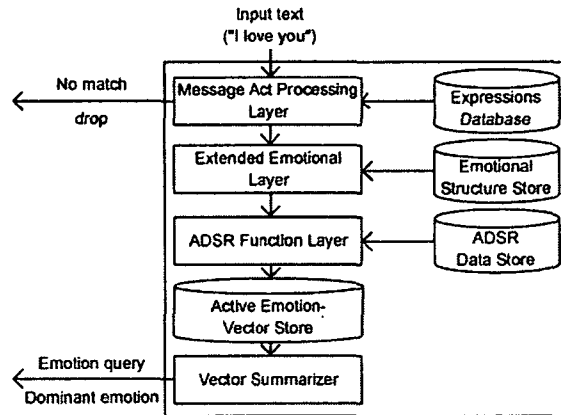 Input text
("I love you")
No match
drop
Message Act Processing
Layer
Expressions
Database
Extended Emotional
Layer
Emotional
Structure Store
ADSR Function Layer
ADSR
Data Store
Active Emotion-
Vector Store
Emotion query
Dominant emotion
Vector Summarizer